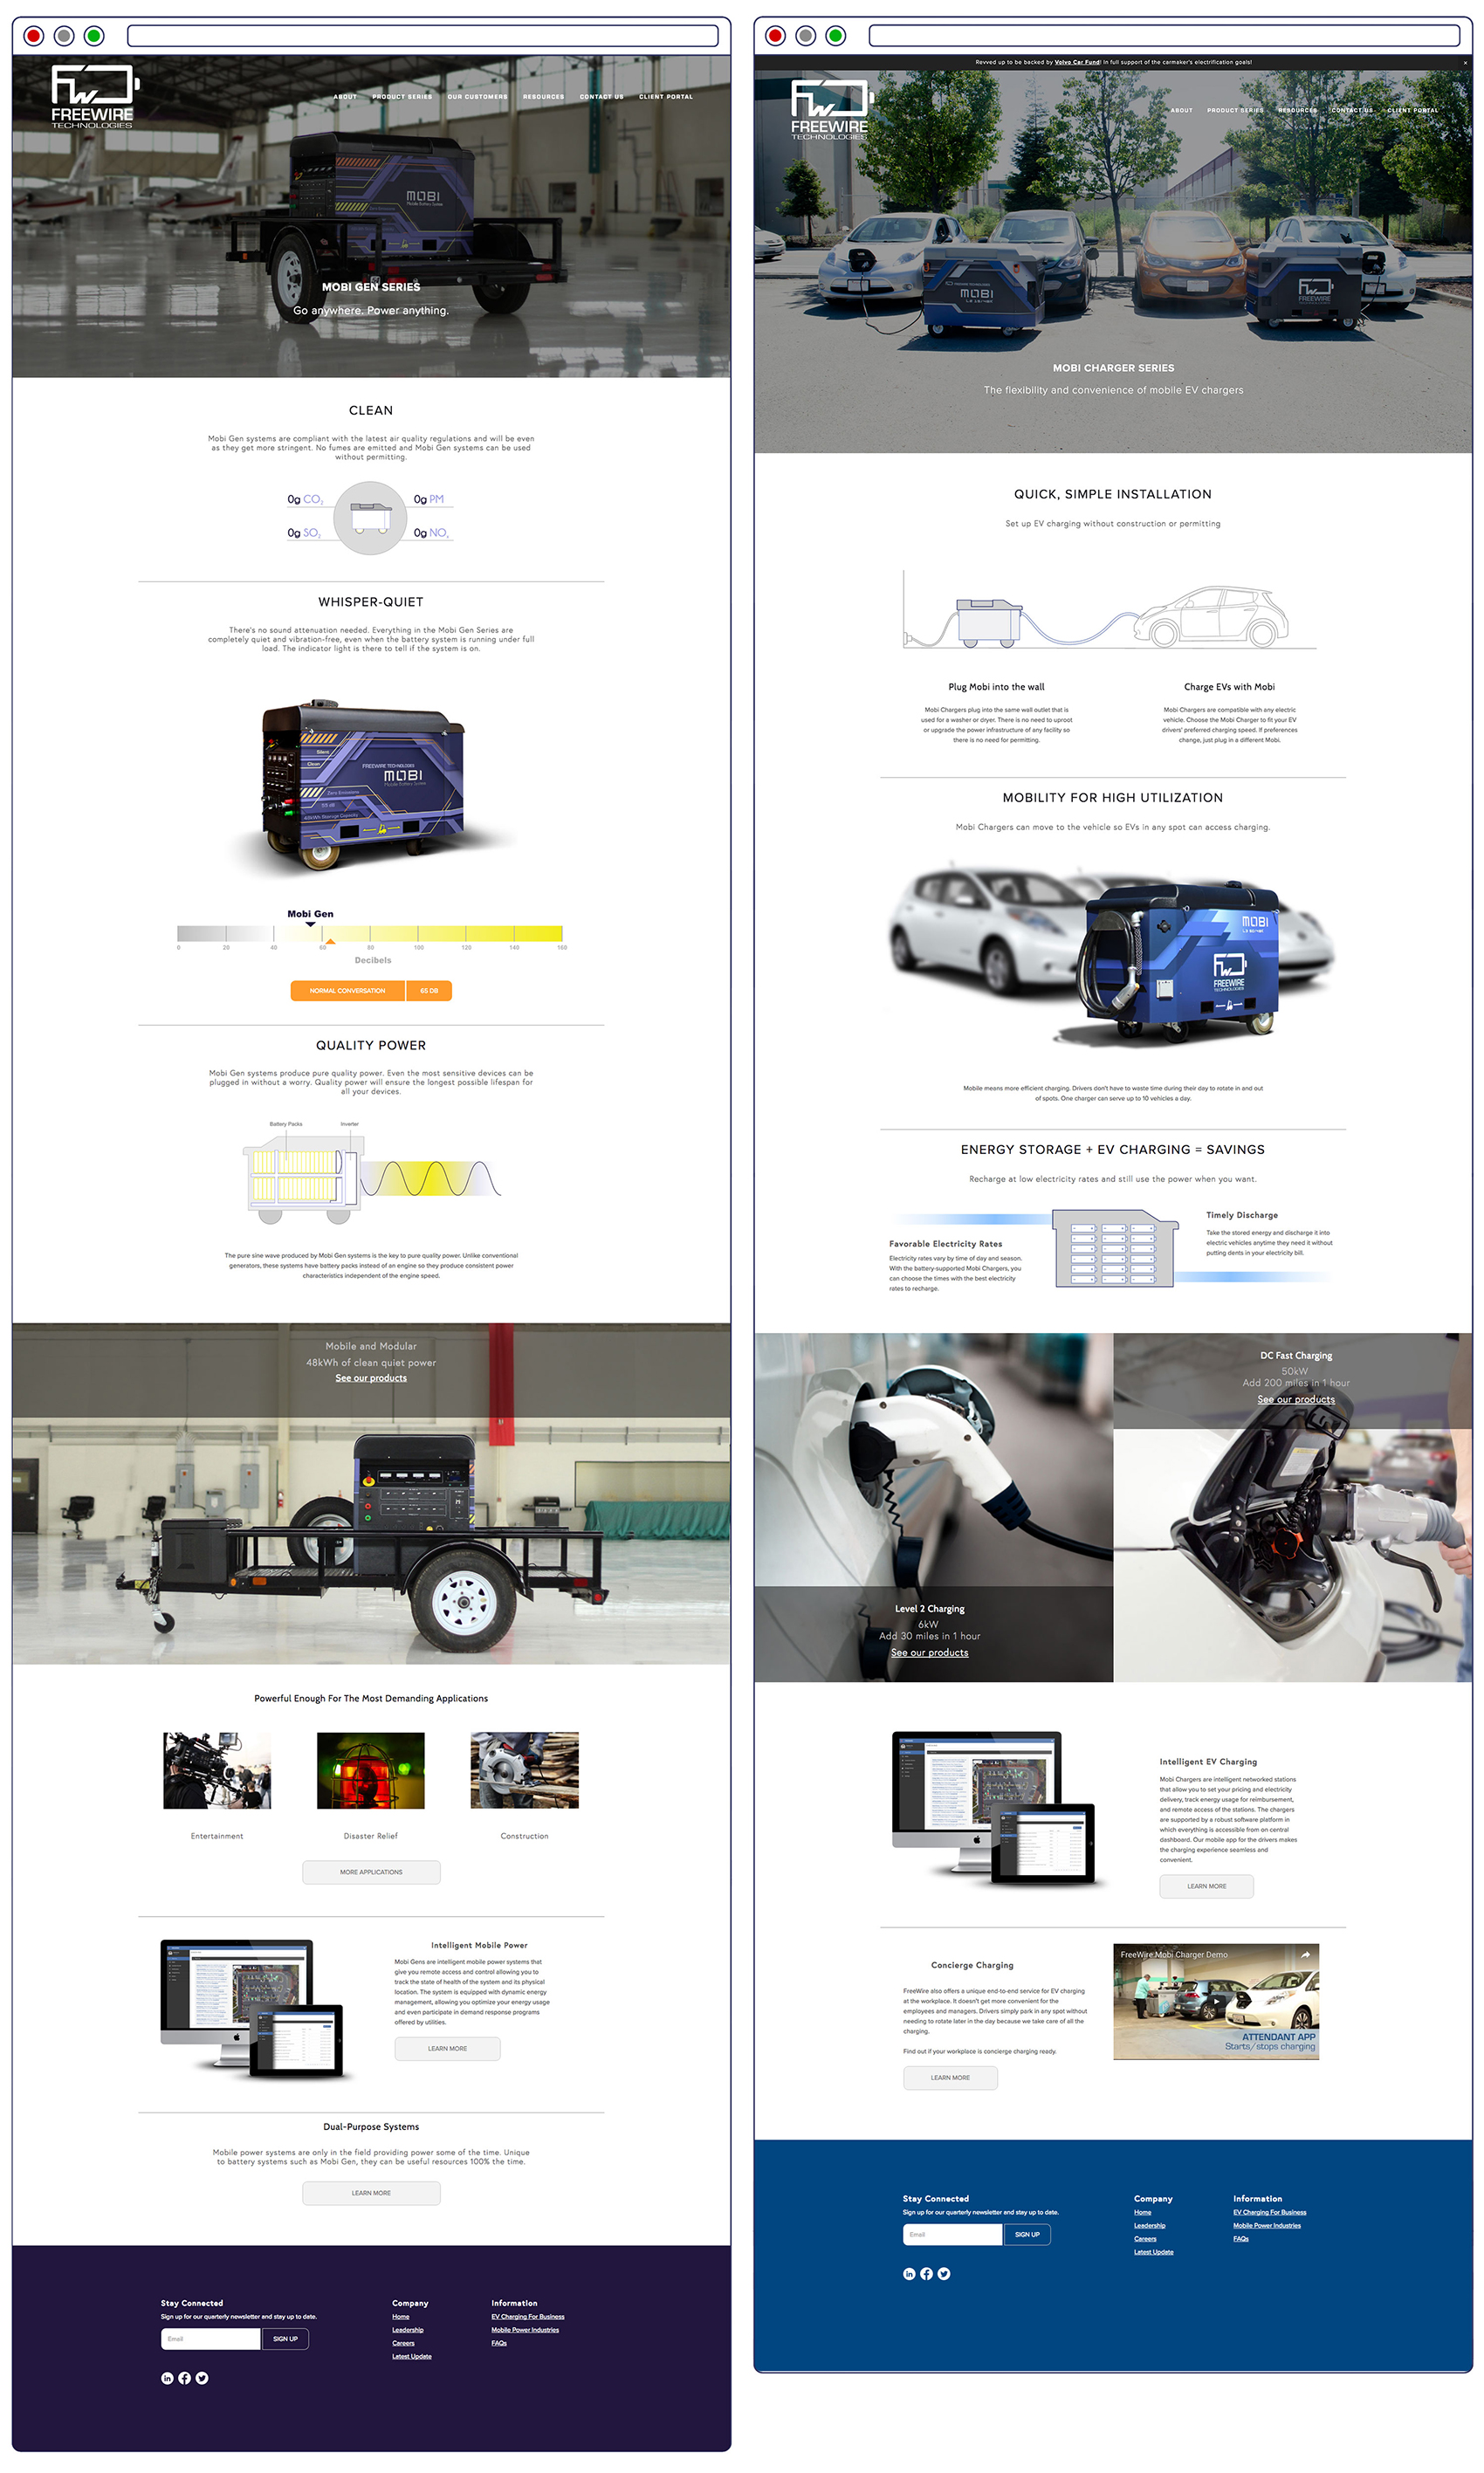 FREEWIRE
TECHNOLOGIES
ABOUT PRODUCT SERIES OUR CUSTOMERS RESOURCES CONTACT US CLIENT PORTAL
MOBI
Mobile Battery System
MOBI GEN SERIES
Go anywhere. Power anything.
CLEAN
Mobi Gen systems are compliant with the latest air quality regulations and will be even
as they get more stringent. No fumes are emitted and Mobi Gen systems can be used
without permitting.
0g CO₂ 0g PM
0g SO₂ 0g NOₓ
WHISPER-QUIET
There's no sound attenuation needed. Everything in the Mobi Gen Series are
completely quiet and vibration-free, even when the battery system is running under full
load. The indicator light is there to tell if the system is on.
Silent
Clean
FREEWIRE TECHNOLOGIES
MOBI
Mobile Battery System
Zero Emissions
48kWh Storage Capacity
Mobi Gen
0 20 40 60 80 100 120 140 160
Decibels
NORMAL CONVERSATION 65 DB
QUALITY POWER
Mobi Gen systems produce pure quality power. Even the most sensitive devices can be
plugged in without a worry. Quality power will ensure the longest possible lifespan for
all your devices.
Battery Packs Inverter
The pure sine wave produced by Mobi Gen systems is the key to pure quality power. Unlike conventional
generators, these systems have battery packs instead of an engine so they produce consistent power
characteristics independent of the engine speed.
Mobile and Modular
48kWh of clean quiet power
See our products
Powerful Enough For The Most Demanding Applications
Entertainment Disaster Relief Construction
MORE APPLICATIONS
Intelligent Mobile Power
Mobi Gens are intelligent mobile power systems that
give you remote access and control allowing you to
track the state of health of the system and its physical
location. The system is equipped with dynamic energy
management, allowing you optimize your energy usage
and even participate in demand response programs
offered by utilities.
LEARN MORE
Dual-Purpose Systems
Mobile power systems are only in the field providing power some of the time. Unique
to battery systems such as Mobi Gen, they can be useful resources 100% the time.
LEARN MORE
Stay Connected
Sign up for our quarterly newsletter and stay up to date.
Email SIGN UP
Company
Home
Leadership
Careers
Latest Update
Information
EV Charging For Business
Mobile Power Industries
FAQs
Revved up to be backed by Volvo Car Fund! In full support of the carmaker's electrification goals!
FREEWIRE
TECHNOLOGIES
ABOUT PRODUCT SERIES RESOURCES CONTACT US CLIENT PORTAL
FREEWIRE TECHNOLOGIES
MOBI
FREEWIRE
MOBI CHARGER SERIES
The flexibility and convenience of mobile EV chargers
QUICK, SIMPLE INSTALLATION
Set up EV charging without construction or permitting
Plug Mobi into the wall
Mobi Chargers plug into the same wall outlet that is
used for a washer or dryer. There is no need to uproot
or upgrade the power infrastructure of any facility so
there is no need for permitting.
Charge EVs with Mobi
Mobi Chargers are compatible with any electric
vehicle. Choose the Mobi Charger to fit your EV
drivers' preferred charging speed. If preferences
change, just plug in a different Mobi.
MOBILITY FOR HIGH UTILIZATION
Mobi Chargers can move to the vehicle so EVs in any spot can access charging.
MOBI
FREEWIRE
TECHNOLOGIES
Mobile means more efficient charging. Drivers don't have to waste time during their day to rotate in and out
of spots. One charger can serve up to 10 vehicles a day.
ENERGY STORAGE + EV CHARGING = SAVINGS
Recharge at low electricity rates and still use the power when you want.
Favorable Electricity Rates
Electricity rates vary by time of day and season.
With the battery-supported Mobi Chargers, you
can choose the times with the best electricity
rates to recharge.
Timely Discharge
Take the stored energy and discharge it into
electric vehicles anytime they need it without
putting dents in your electricity bill.
DC Fast Charging
50kW
Add 200 miles in 1 hour
See our products
Level 2 Charging
6kW
Add 30 miles in 1 hour
See our products
Intelligent EV Charging
Mobi Chargers are intelligent networked stations
that allow you to set your pricing and electricity
delivery, track energy usage for reimbursement,
and remote access of the stations. The chargers
are supported by a robust software platform in
which everything is accessible from on central
dashboard. Our mobile app for the drivers makes
the charging experience seamless and
convenient.
LEARN MORE
Concierge Charging
FreeWire also offers a unique end-to-end service for EV charging
at the workplace. It doesn't get more convenient for the
employees and managers. Drivers simply park in any spot without
needing to rotate later in the day because we take care of all the
charging.
Find out if your workplace is concierge charging ready.
LEARN MORE
FreeWire Mobi Charger Demo
ATTENDANT APP
Starts/stops charging
Stay Connected
Sign up for our quarterly newsletter and stay up to date.
Email SIGN UP
Company
Home
Leadership
Careers
Latest Update
Information
EV Charging For Business
Mobile Power Industries
FAQs